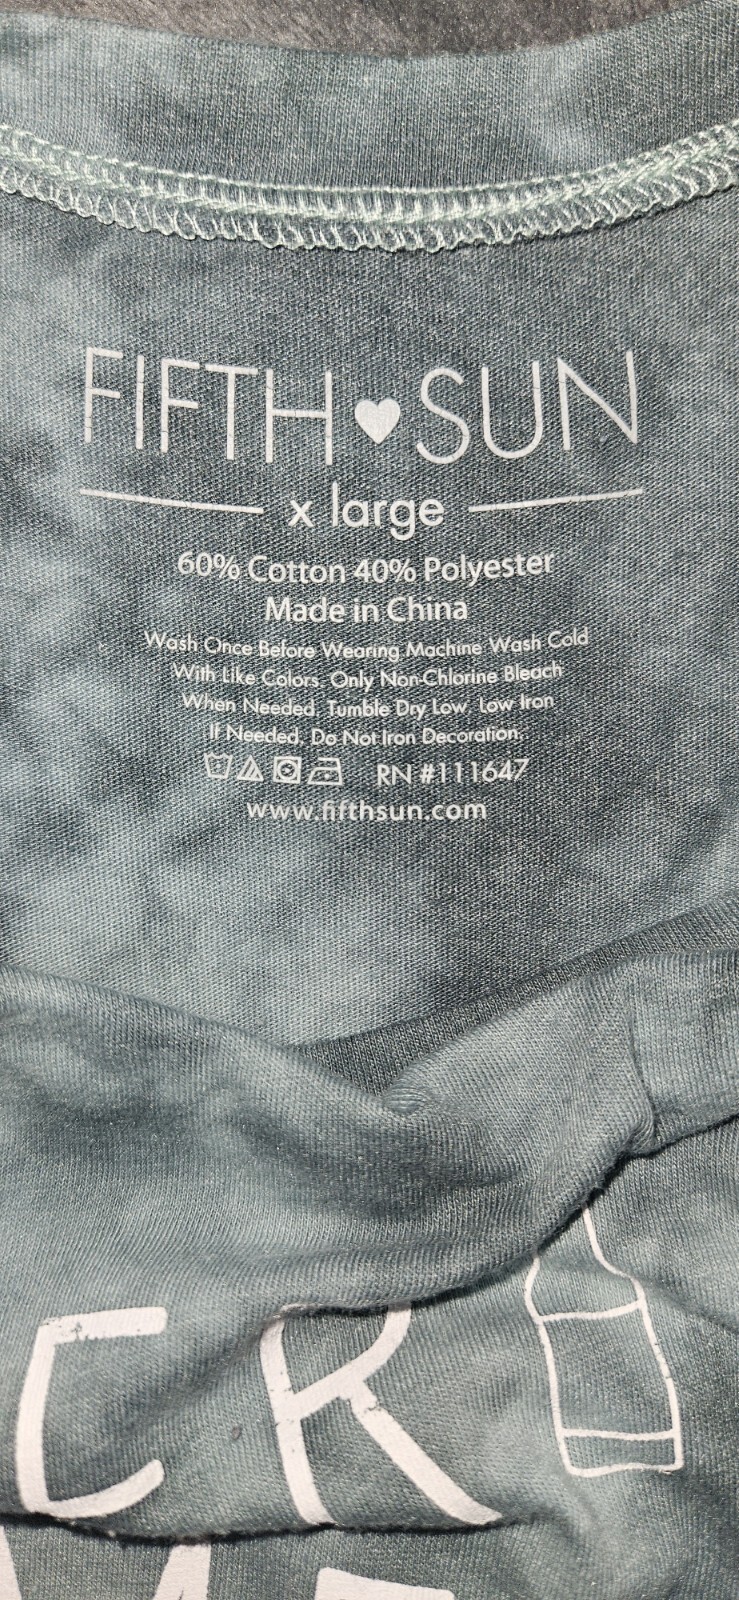 FIFTH SUN
x large
60% Cotton 40% Polyester
Made in China
Wash Once Before Wearing Machine Wash Cold
With Like Colors. Only Non-Chlorine Bleach
When Needed. Tumble Dry Low. Low Iron
If Needed. Do Not Iron Decoration.
RN #111647
www.fifthsun.com